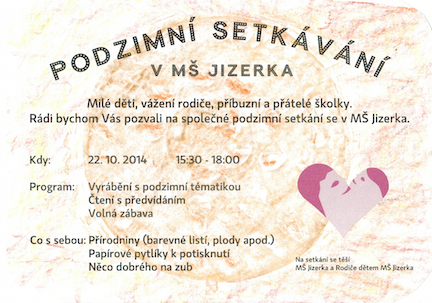 PODZIMNÍ SETKÁVÁNÍ
V MŠ JIZERKA
Milé děti, vážení rodiče, příbuzní a přátelé školky.
Rádi bychom Vás pozvali na společné podzimní setkání se v MŠ Jizerka.
Kdy: 22. 10. 2014 15:30 - 18:00
Program: Vyrábění s podzimní tématikou
Čtení s předvídáním
Volná zábava
Co s sebou: Přírodniny (barevné listí, plody apod.)
Papírové pytlíky k potisknutí
Něco dobrého na zub
Na setkání se těší
MŠ Jizerka a Rodiče dětem MŠ Jizerka